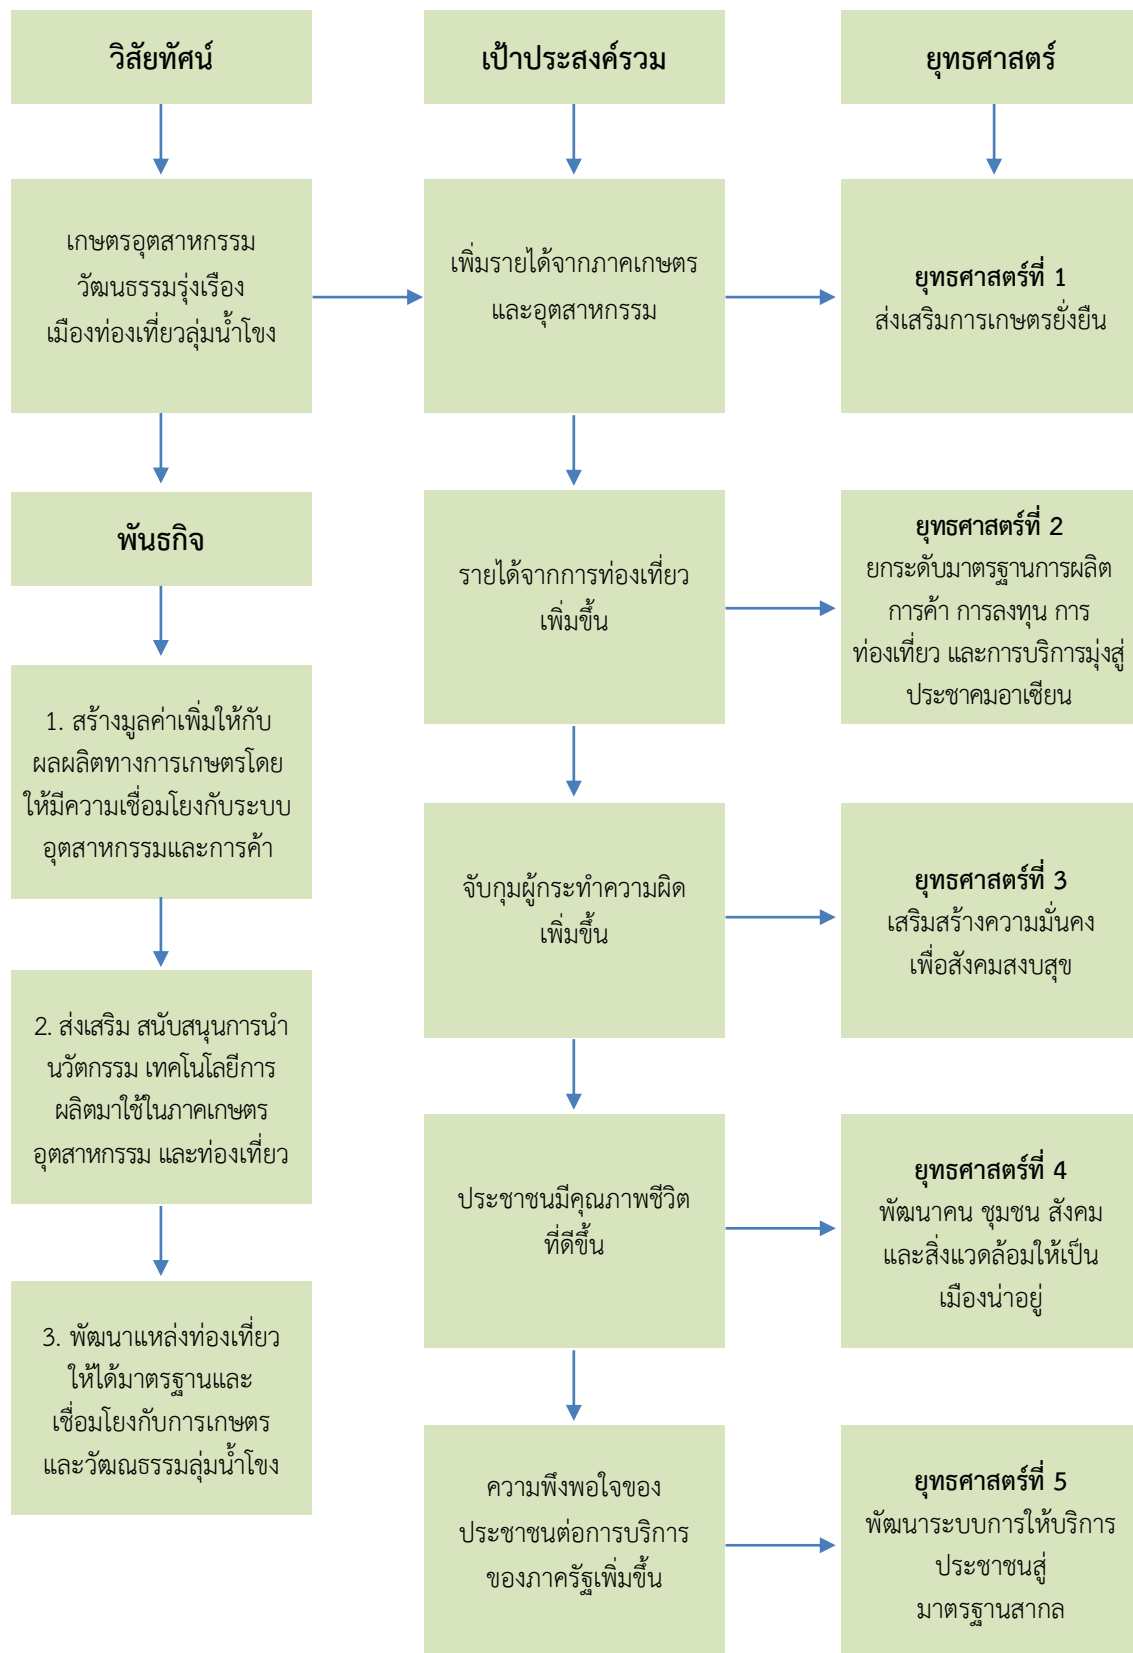 วิสัยทัศน์
เกษตรอุตสาหกรรม
วัฒนธรรมรุ่งเรือง
เมืองท่องเที่ยวลุ่มน้ำโขง
พันธกิจ
1. สร้างมูลค่าเพิ่มให้กับ
ผลผลิตทางการเกษตรโดย
ให้มีความเชื่อมโยงกับระบบ
อุตสาหกรรมและการค้า
2. ส่งเสริม สนับสนุนการนำ
นวัตกรรม เทคโนโลยีการ
ผลิตมาใช้ในภาคเกษตร
อุตสาหกรรม และท่องเที่ยว
3. พัฒนาแหล่งท่องเที่ยว
ให้ได้มาตรฐานและ
เชื่อมโยงกับการเกษตร
และวัฒณธรรมลุ่มน้ำโขง
เป้าประสงค์รวม
เพิ่มรายได้จากภาคเกษตร
และอุตสาหกรรม
รายได้จากการท่องเที่ยว
เพิ่มขึ้น
จับกุมผู้กระทำความผิด
เพิ่มขึ้น
ประชาชนมีคุณภาพชีวิต
ที่ดีขึ้น
ความพึงพอใจของ
ประชาชนต่อการบริการ
ของภาครัฐเพิ่มขึ้น
ยุทธศาสตร์
ยุทธศาสตร์ที่ 1
ส่งเสริมการเกษตรยั่งยืน
ยุทธศาสตร์ที่ 2
ยกระดับมาตรฐานการผลิต
การค้า การลงทุน การ
ท่องเที่ยว และการบริการมุ่งสู่
ประชาคมอาเซียน
ยุทธศาสตร์ที่ 3
เสริมสร้างความมั่นคง
เพื่อสังคมสงบสุข
ยุทธศาสตร์ที่ 4
พัฒนาคน ชุมชน สังคม
และสิ่งแวดล้อมให้เป็น
เมืองน่าอยู่
ยุทธศาสตร์ที่ 5
พัฒนาระบบการให้บริการ
ประชาชนสู่
มาตรฐานสากล